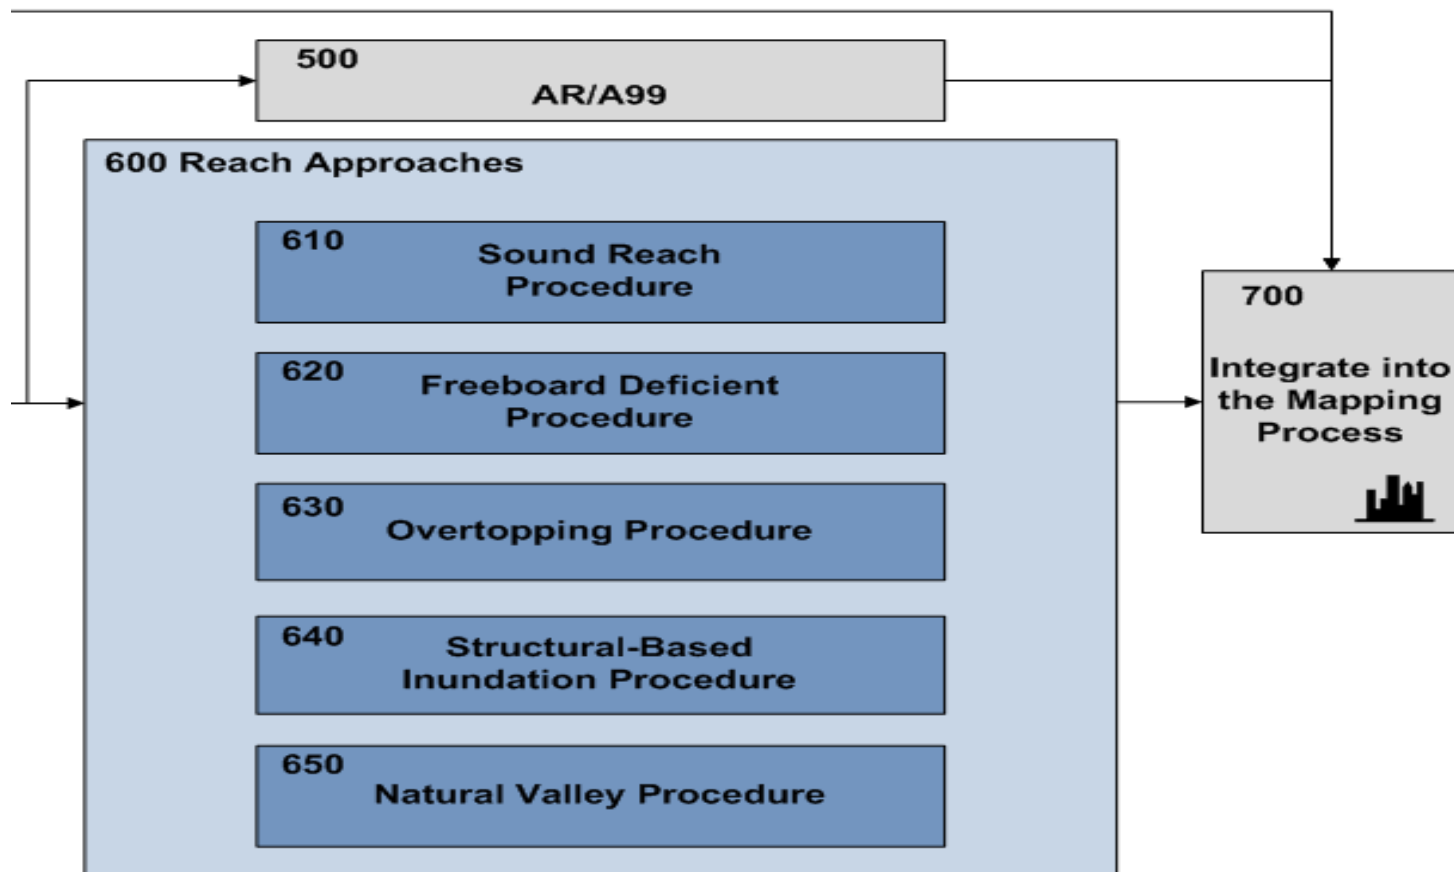 500
AR/A99
600 Reach Approaches
610
Sound Reach
Procedure
620
Freeboard Deficient
Procedure
630
Overtopping Procedure
640
Structural-Based
Inundation Procedure
650
Natural Valley Procedure
700
Integrate into
the Mapping
Process